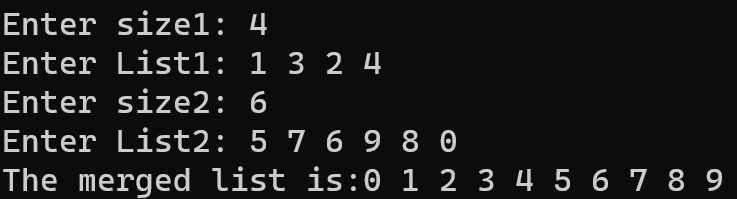 Enter size1: 4
Enter List1: 1 3 2 4
Enter size2: 6
Enter List2: 5 7 6 9 8 0
The merged list is:0 1 2 3 4 5 6 7 8 9